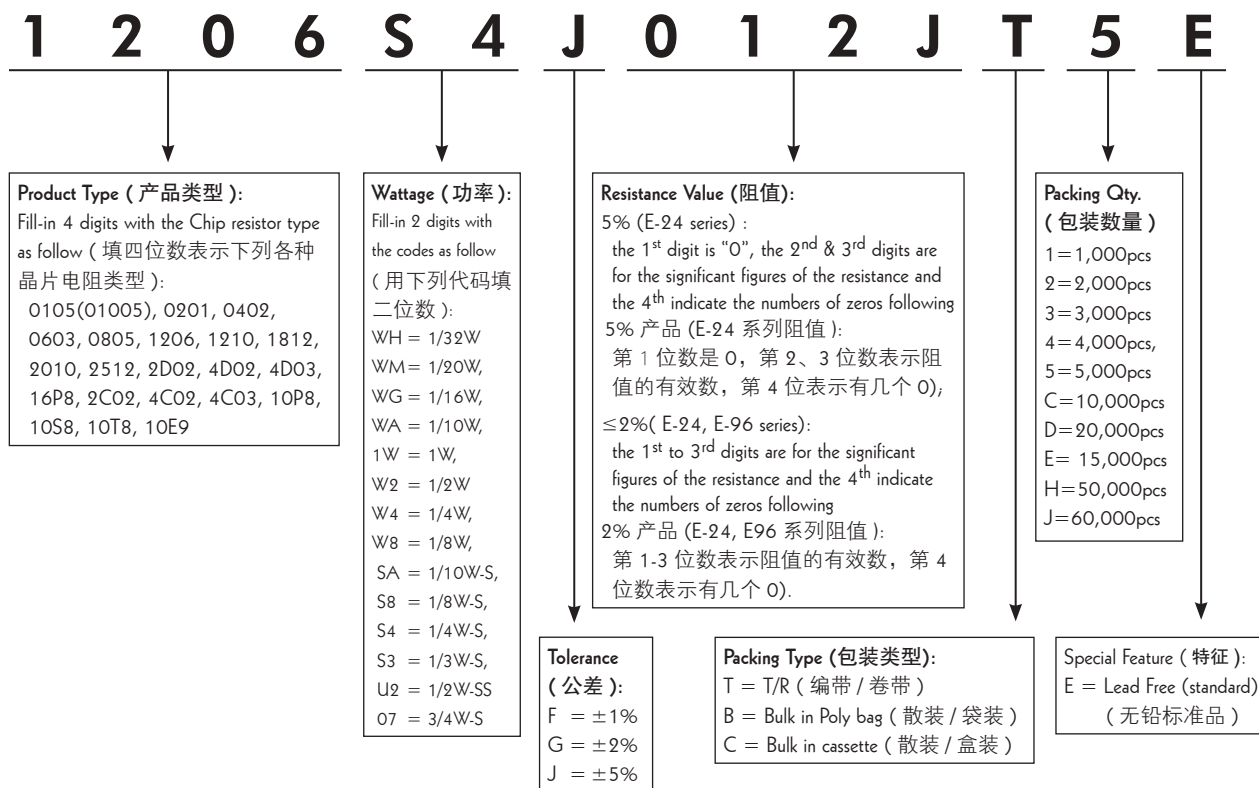 1 2 0 6 S 4 J 0 1 2 J T 5 E
Product Type ( 产品类型 ):
Fill-in 4 digits with the Chip resistor type
as follow ( 填四位数表示下列各种
晶片电阻类型 ):
0105(01005), 0201, 0402,
0603, 0805, 1206, 1210, 1812,
2010, 2512, 2D02, 4D02, 4D03,
16P8, 2C02, 4C02, 4C03, 10P8,
10S8, 10T8, 10E9
Wattage ( 功率 ):
Fill-in 2 digits with
the codes as follow
( 用下列代码填
二位数 ):
WH = 1/32W
WM = 1/20W,
WG = 1/16W,
WA = 1/10W,
1W = 1W,
W2 = 1/2W
W4 = 1/4W,
W8 = 1/8W,
SA = 1/10W-S,
S8 = 1/8W-S,
S4 = 1/4W-S,
S3 = 1/3W-S,
U2 = 1/2W-SS
07 = 3/4W-S
Resistance Value (阻值):
5% (E-24 series) :
the 1st digit is “0”, the 2nd & 3rd digits are
for the significant figures of the resistance and
the 4th indicate the numbers of zeros following
5% 产品 (E-24 系列阻值 ):
第 1 位数是 0，第 2、3 位数表示阻
值的有效数，第 4 位表示有几个 0);
≤2%( E-24, E-96 series):
the 1st to 3rd digits are for the significant
figures of the resistance and the 4th indicate
the numbers of zeros following
2% 产品 (E-24, E96 系列阻值 ):
第 1-3 位数表示阻值的有效数，第 4
位数表示有几个 0).
Packing Qty.
( 包装数量 )
1=1,000pcs
2=2,000pcs
3=3,000pcs
4=4,000pcs,
5=5,000pcs
C=10,000pcs
D=20,000pcs
E= 15,000pcs
H=50,000pcs
J=60,000pcs
Tolerance
( 公差 ):
F = ±1%
G = ±2%
J = ±5%
Packing Type (包装类型):
T = T/R ( 编带 / 卷带 )
B = Bulk in Poly bag ( 散装 / 袋装 )
C = Bulk in cassette ( 散装 / 盒装 )
Special Feature ( 特征 ):
E = Lead Free (standard)
( 无铅标准品 )